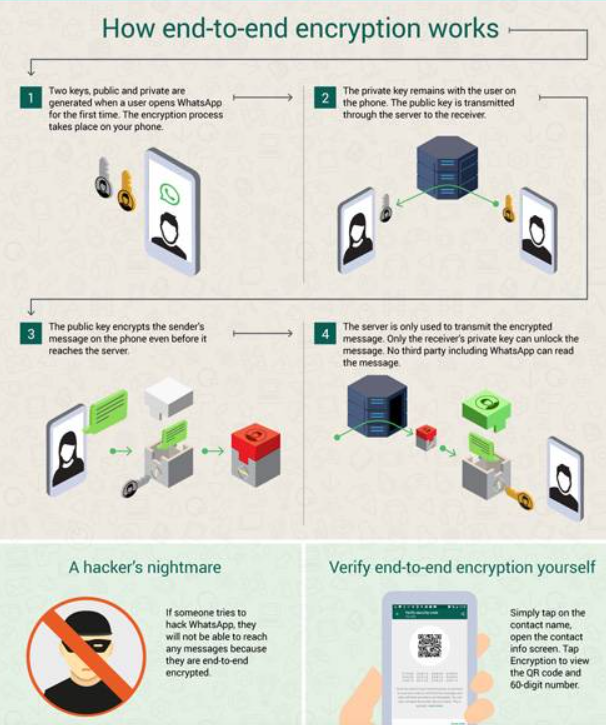 How end-to-end encryption works
1
Two keys, public and private are
generated when a user opens WhatsApp
for the first time. The encryption process
takes place on your phone.
2
The private key remains with the user on
the phone. The public key is transmitted
through the server to the receiver.
3
The public key encrypts the sender's
message on the phone even before it
reaches the server.
4
The server is only used to transmit the encrypted
message. Only the receiver's private key can unlock the
message. No third party including WhatsApp can read
the message.
A hacker's nightmare
If someone tries to
hack WhatsApp, they
will not be able to reach
any messages because
they are end-to-end
encrypted.
Verify end-to-end encryption yourself
Simply tap on the
contact name,
open the contact
info screen. Tap
Encryption to view
the QR code and
60-digit number.